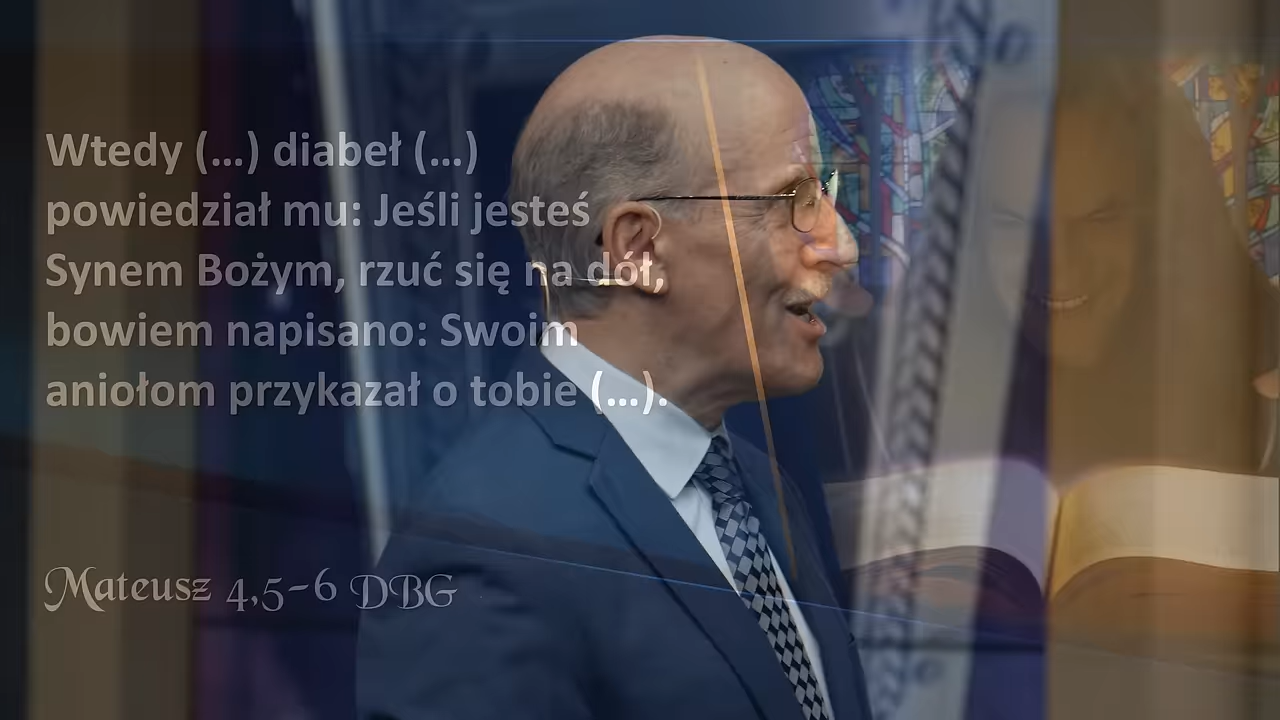 Wtedy (...) diabeł (...)
powiedział mu: Jeśli jesteś
Synem Bożym, rzuć się na dół,
bowiem napisano: Swoim
aniołom przykazał o tobie (...).
Mateusz 4,5-6 DBG